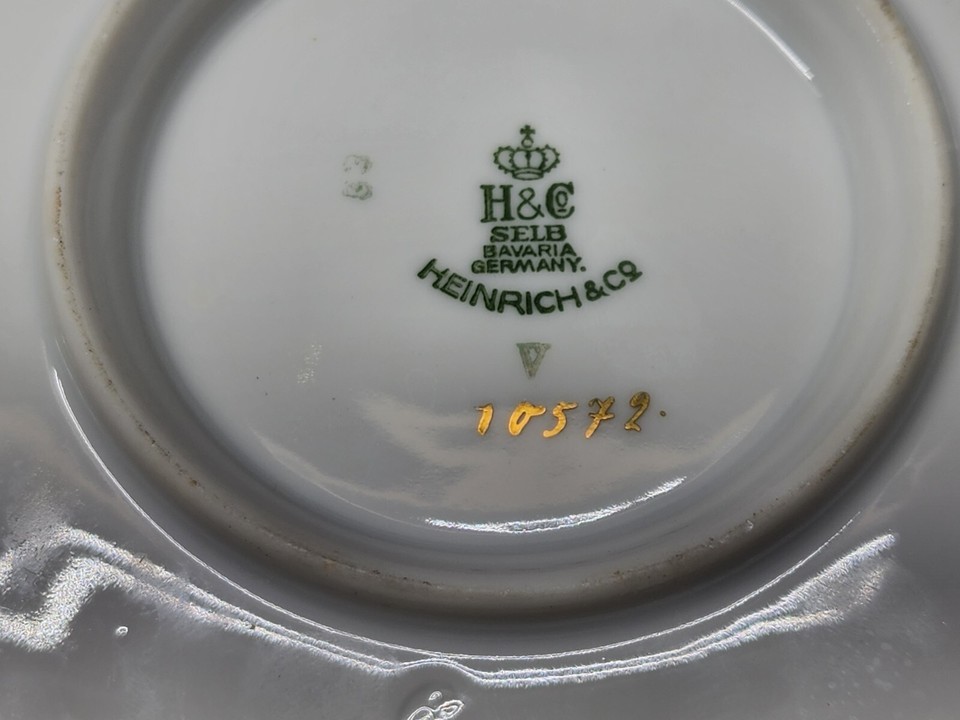 H&Co
SELB
BAVARIA
GERMANY.
HEINRICH & Co
10572.